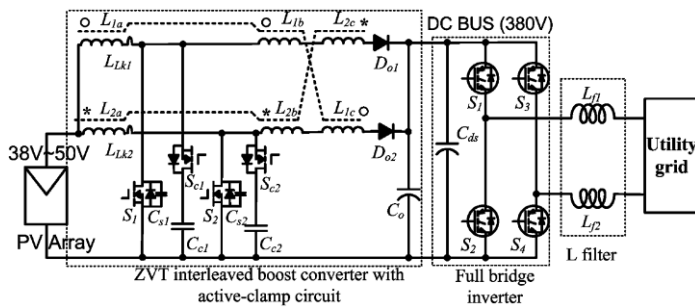 L1a L1b L2c * DC BUS (380V)
LLk1 Do1
S1 S3
Lf1
* L2a * L2b L1c
38V~50V LLk2 Do2 Cds
Utility grid
Sc1 Sc2
S1 Cs1 S2 Cs2 Co
S2 S4 Lf2
PV Array Cc1 Cc2 L filter
ZVT interleaved boost converter with Full bridge
active-clamp circuit inverter